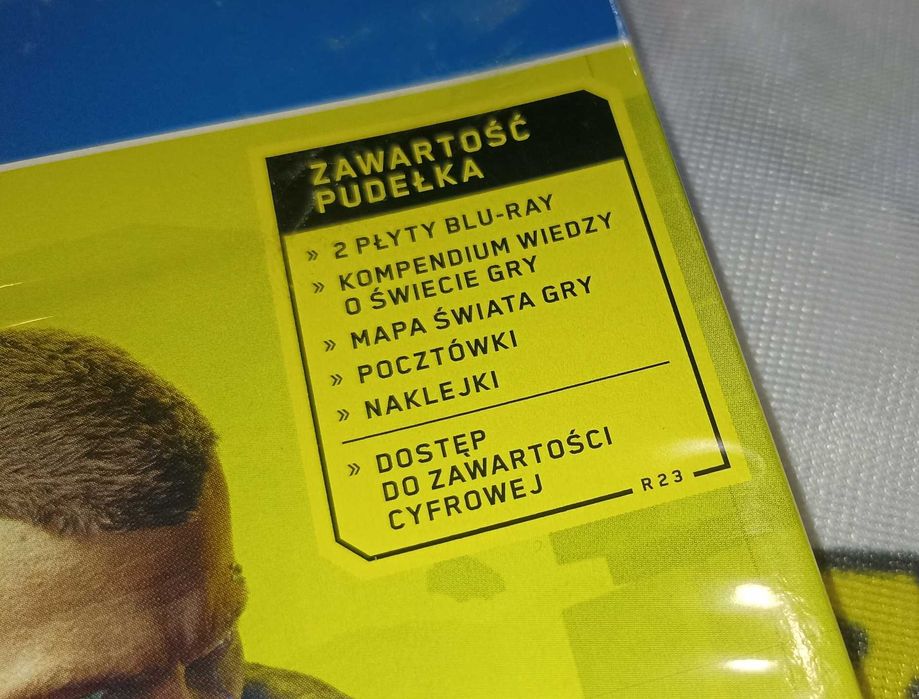 ZAWARTOŚĆ
PUDEŁKA
» 2 PŁYTY BLU-RAY
» KOMPENDIUM WIEDZY
O ŚWIECIE GRY
» MAPA ŚWIATA GRY
» POCZTÓWKI
» NAKLEJKI
» DOSTĘP
DO ZAWARTOŚCI
CYFROWEJ
R23